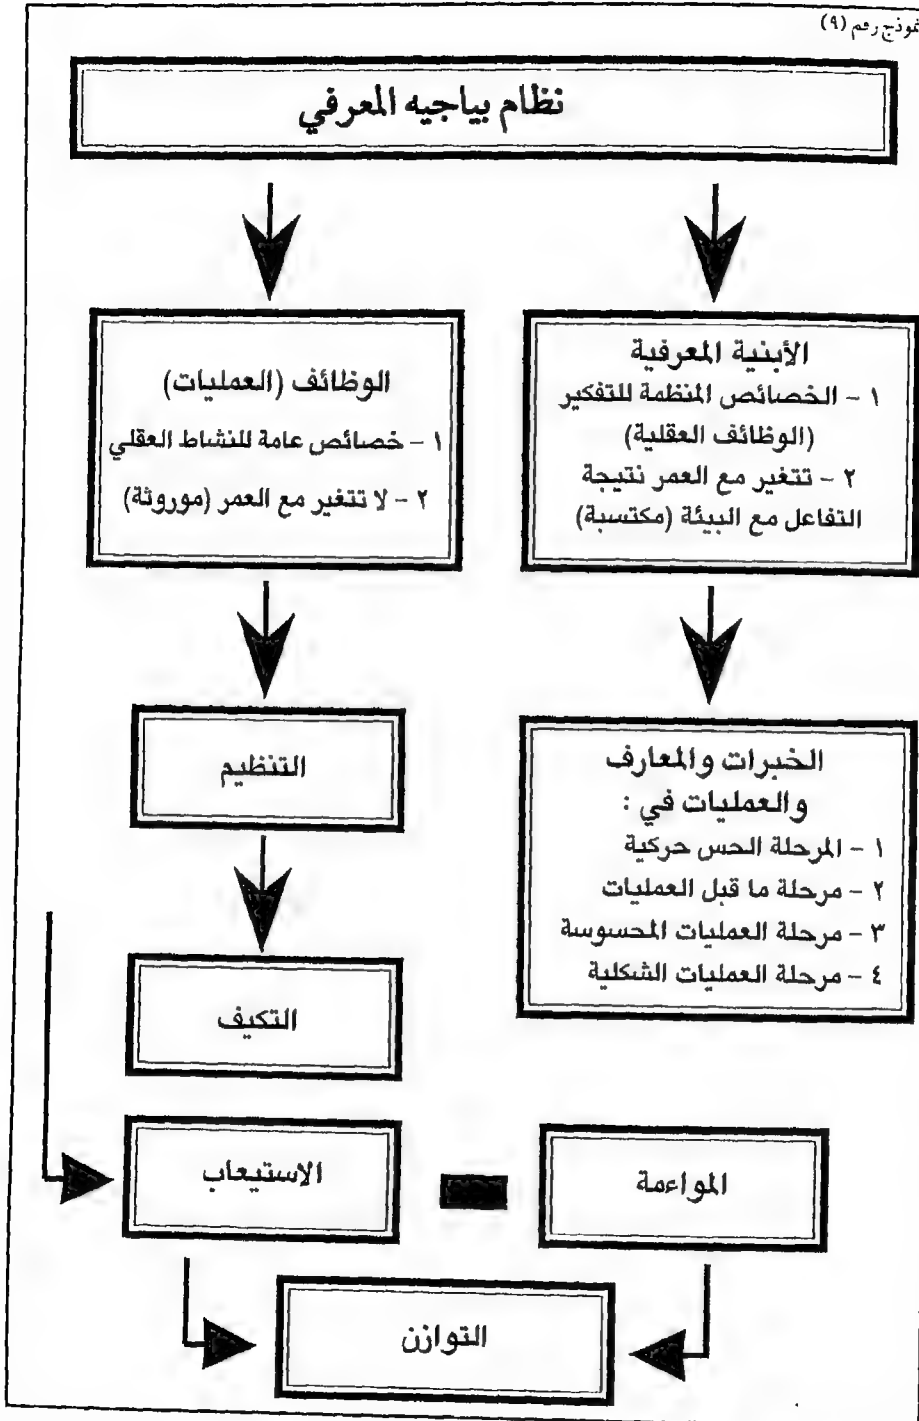 نموذج رقم (٩)
نظام بياجيه المعرفي
الأبنية المعرفية
١ - الخصائص المنظمة للتفكير
(الوظائف العقلية)
٢ - تتغير مع العمر نتيجة
التفاعل مع البيئة (مكتسبة)
الوظائف (العمليات)
١ - خصائص عامة للنشاط العقلي
٢ - لا تتغير مع العمر (موروثة)
الخبرات والمعارف
والعمليات في :
١ - المرحلة الحس حركية
٢ - مرحلة ما قبل العمليات
٣ - مرحلة العمليات المحسوسة
٤ - مرحلة العمليات الشكلية
التنظيم
التكيف
المواءمة
الاستيعاب
التوازن